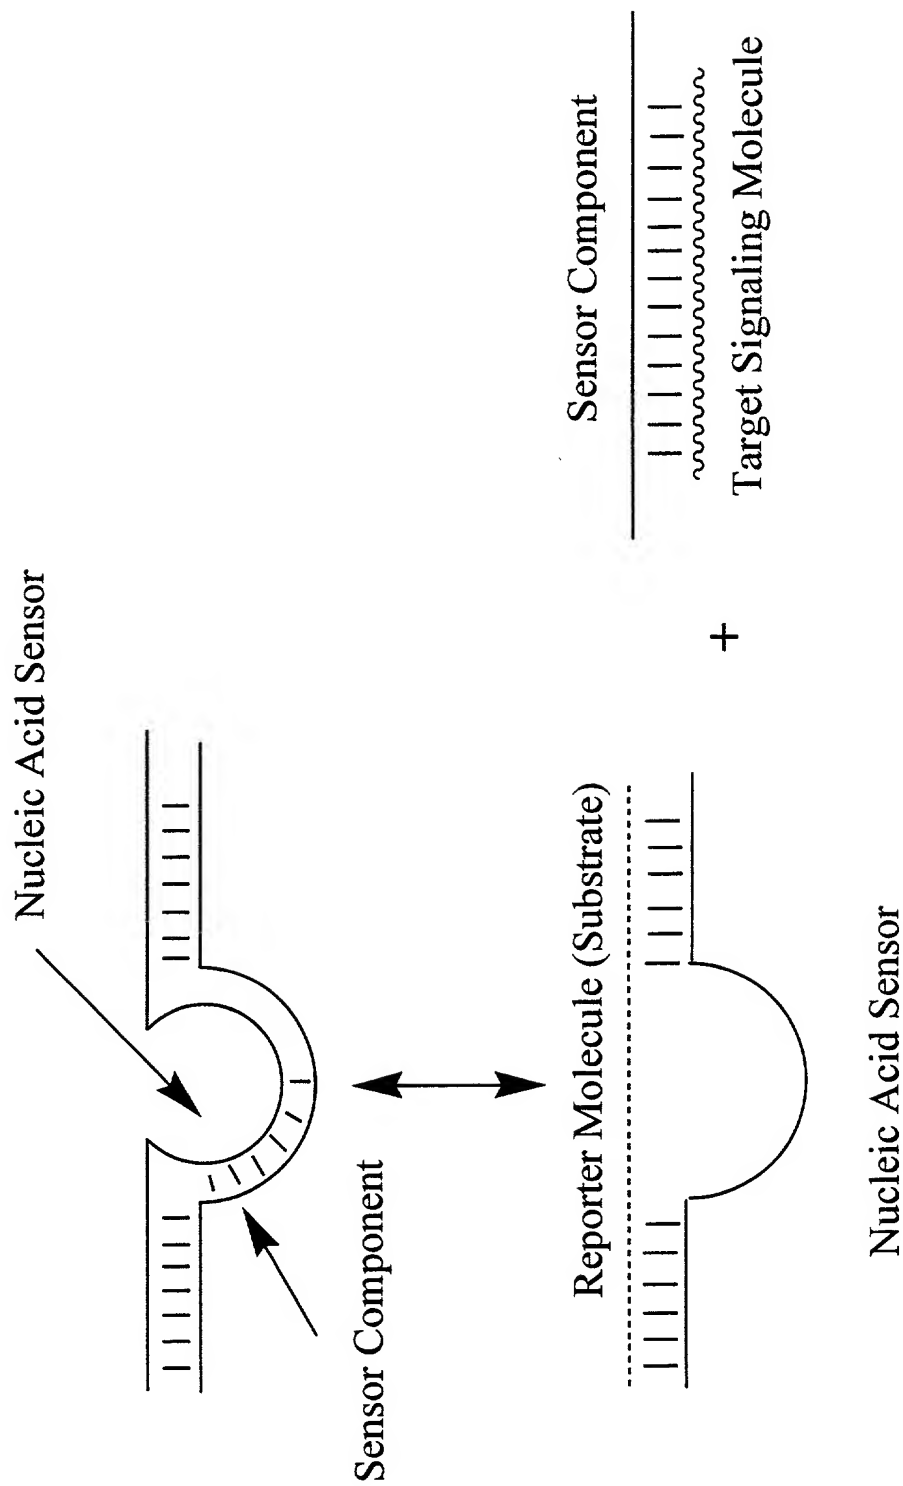 Nucleic Acid Sensor
Sensor Component
Reporter Molecule (Substrate)
Nucleic Acid Sensor
+
Sensor Component
Target Signaling Molecule